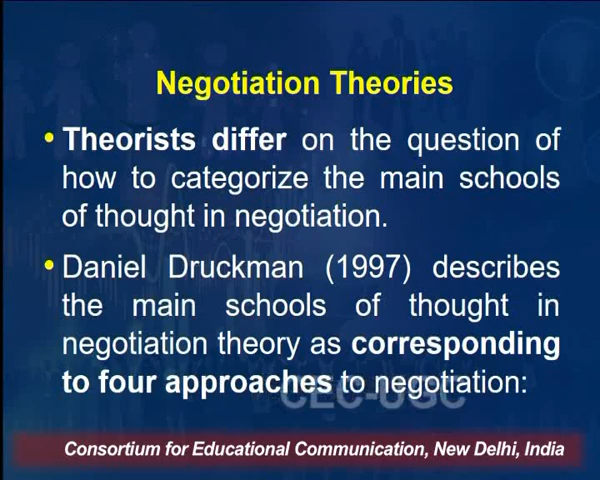 Negotiation Theories
• Theorists differ on the question of
how to categorize the main schools
of thought in negotiation.
• Daniel Druckman (1997) describes
the main schools of thought in
negotiation theory as corresponding
to four approaches to negotiation:
CEC-UGC
Consortium for Educational Communication, New Delhi, India